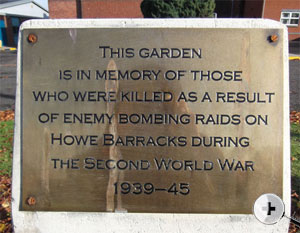 THIS GARDEN
IS IN MEMORY OF THOSE
WHO WERE KILLED AS A RESULT
OF ENEMY BOMBING RAIDS ON
HOWE BARRACKS DURING
THE SECOND WORLD WAR
1939–45